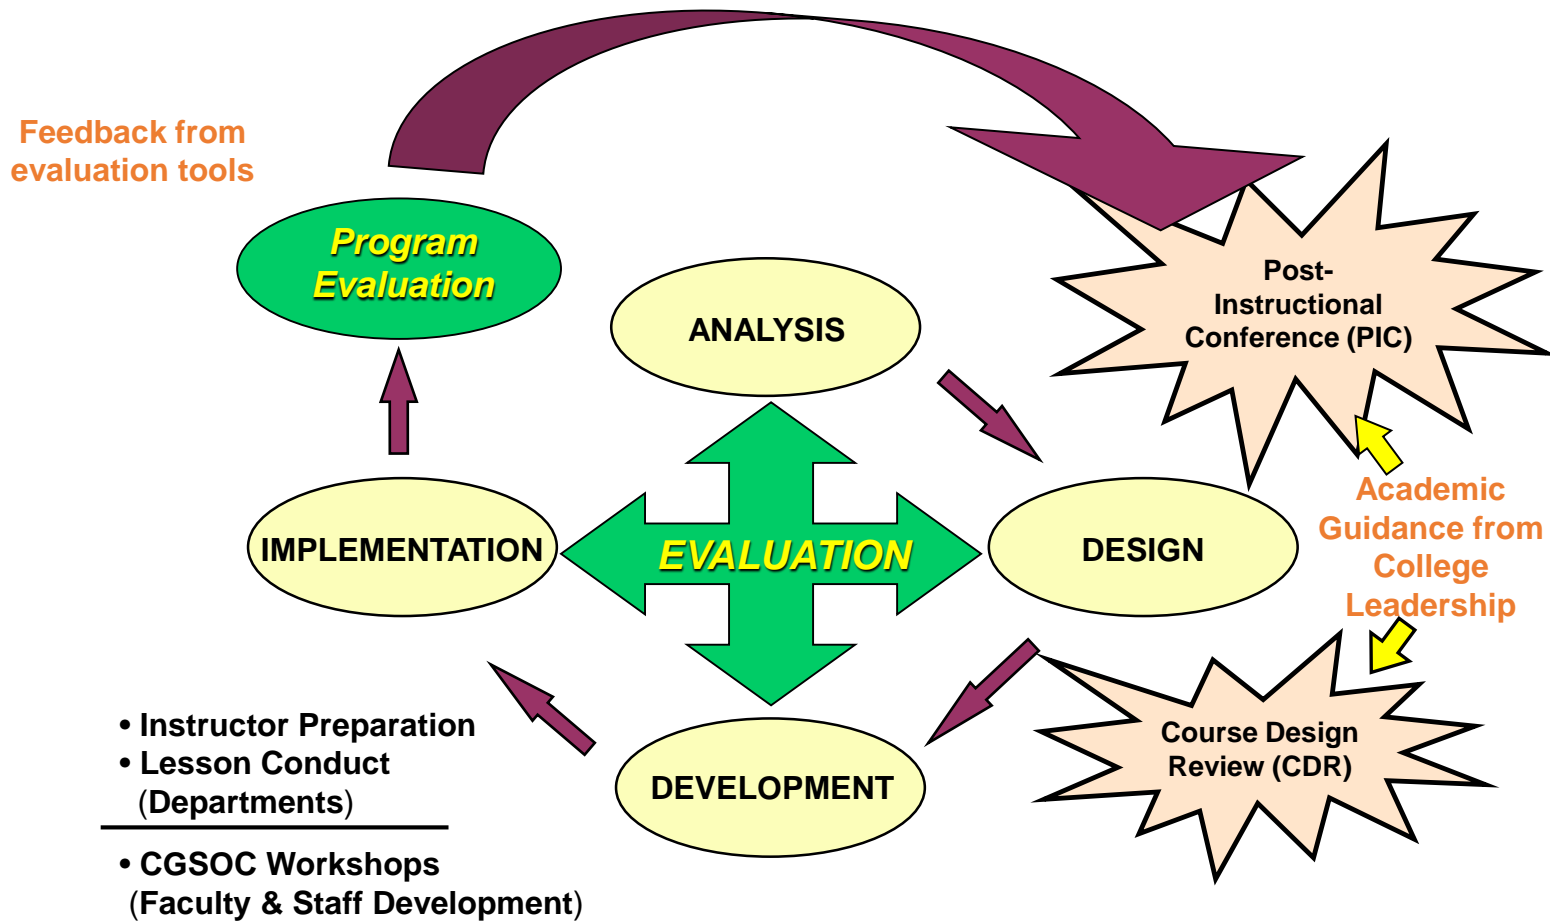 Feedback from
evaluation tools
Program
Evaluation
ANALYSIS
Post-
Instructional
Conference (PIC)
IMPLEMENTATION
EVALUATION
DESIGN
Academic
Guidance from
College
Leadership
• Instructor Preparation
• Lesson Conduct
(Departments)
• CGSOC Workshops
(Faculty & Staff Development)
DEVELOPMENT
Course Design
Review (CDR)